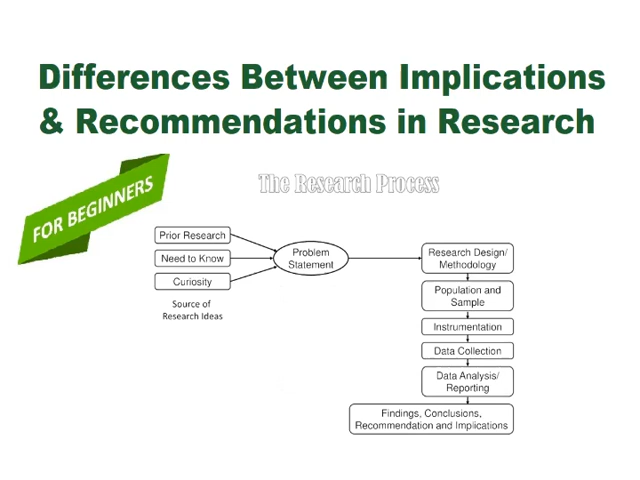 Differences Between Implications
& Recommendations in Research
FOR BEGINNERS
The Research Process
Prior Research
Need to Know
Curiosity
Source of
Research Ideas
Problem
Statement
Research Design/
Methodology
Population and
Sample
Instrumentation
Data Collection
Data Analysis/
Reporting
Findings, Conclusions,
Recommendation and Implications